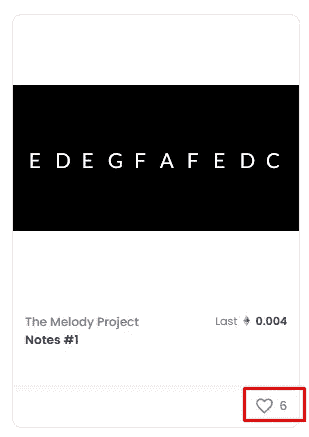 E D E G F A F E D C
The Melody Project
Last 0.004
Notes #1
6